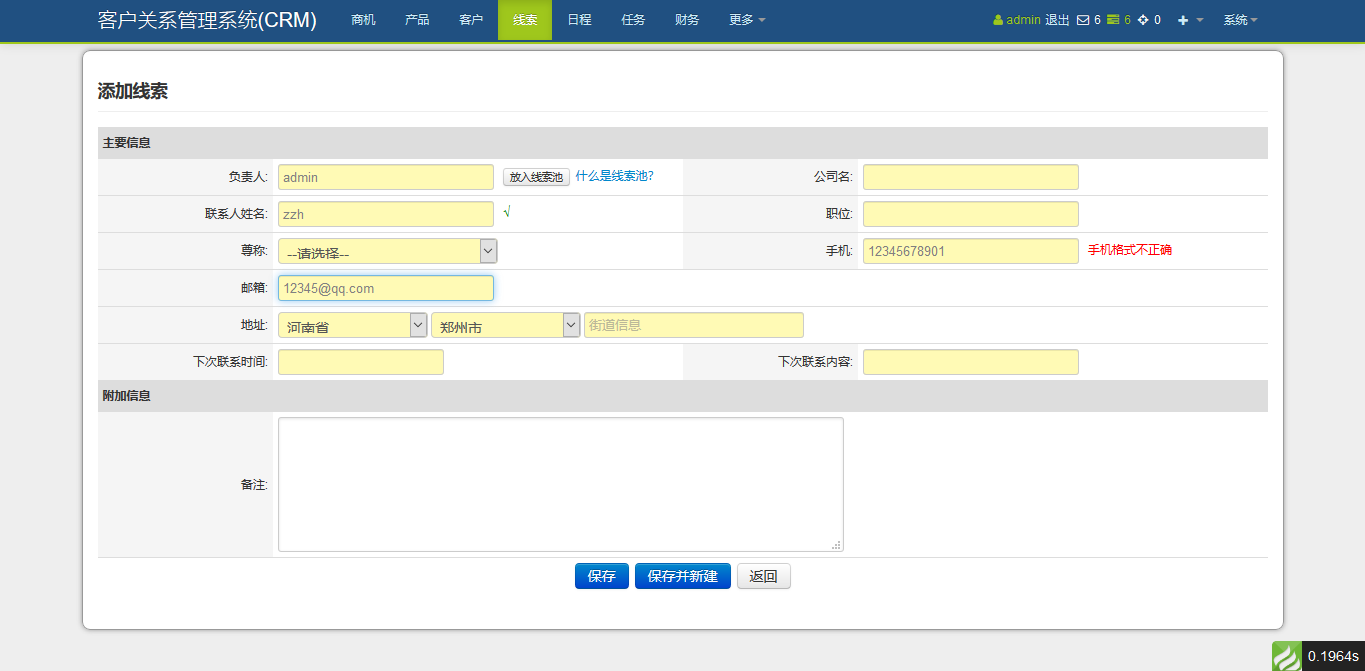 客户关系管理系统(CRM) 商机 产品 客户 线索 日程 任务 财务 更多 admin 退出 6 6 0 系统
添加线索
主要信息
负责人: admin 放入线索池 什么是线索池? 公司名:
联系人姓名: zzh √ 职位:
尊称: --请选择-- 手机: 12345678901 手机格式不正确
邮箱: 12345@qq.com
地址: 河南省 郑州市 街道信息
下次联系时间: 下次联系内容:
附加信息
备注:
保存 保存并新建 返回
0.1964s